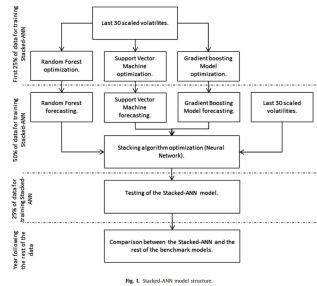 First 25% of data for training
Stacked-ANN
50% of data for training
Stacked-ANN
25% of data for
training Stacked-
ANN
Year following
the rest of the
data
Last 30 scaled volatilites.
Random Forest
optimization.
Support Vector
Machine
optimization.
Gradient boosting
Model
optimization.
Random Forest
forecasting.
Support Vector
Machine
forecasting.
Gradient Boosting
Model forecasting.
Last 30 scaled
volatilities.
Stacking algorithm optimization (Neural
Network).
Testing of the Stacked-ANN model.
Comparison between the Stacked-ANN and the
rest of the benchmark models.
Fig. 1. Stacked-ANN model structure.